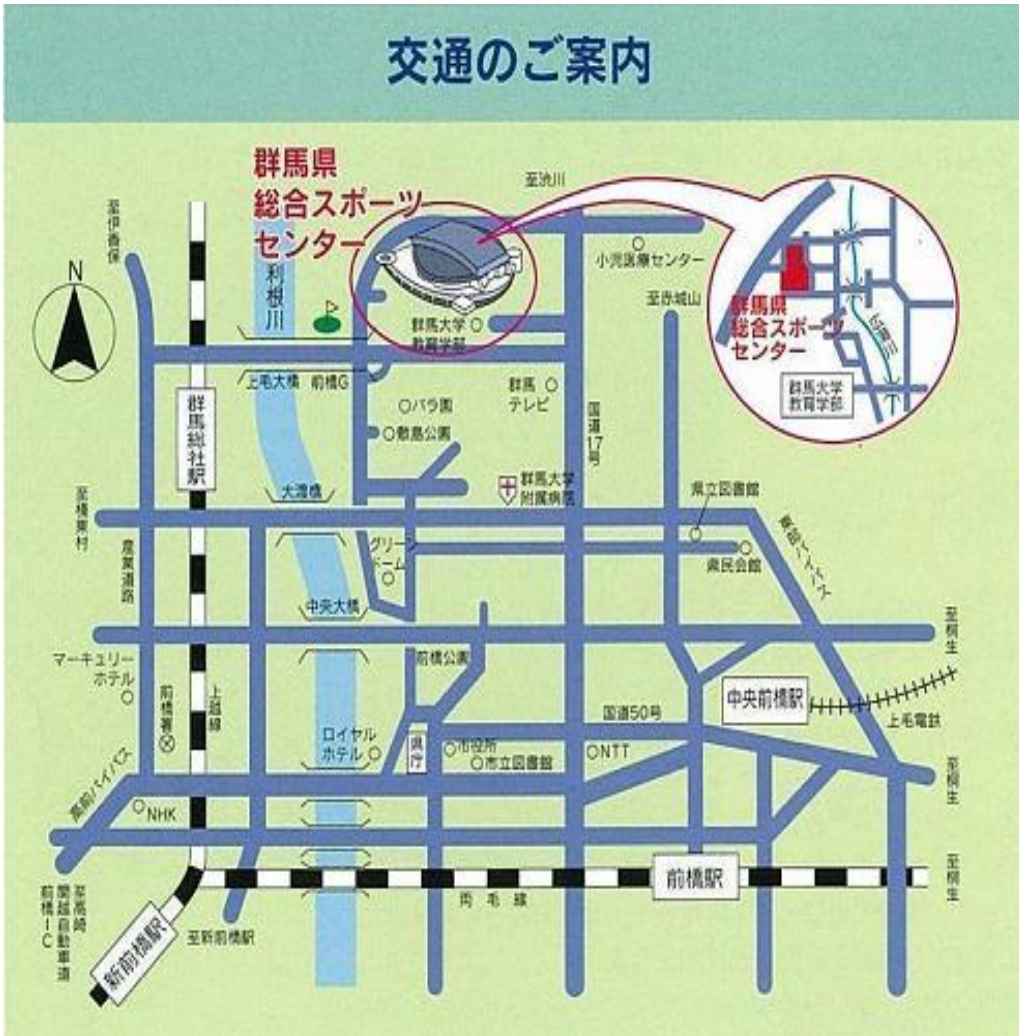 交通のご案内
群馬県
総合スポーツ
センター
至渋川
至伊香保
N
利根川
小児医療センター
至赤城山
群馬県
総合スポーツ
センター
群馬大学
教育学部
群馬大学
教育学部
上毛大橋
前橋G
群馬
テレビ
バラ園
敷島公園
国道17号
群馬総社駅
大渡橋
群馬大学
附属病院
県立図書館
至榛東村
産業道路
グリーン
ドーム
県民会館
東部バイパス
中央大橋
至桐生
マーキュリー
ホテル
前橋公園
前橋署
上越線
中央前橋駅
上毛電鉄
国道50号
ロイヤル
ホテル
県庁
市役所
市立図書館
NTT
至桐生
高前バイパス
NHK
前橋駅
至桐生
両毛線
至高崎
関越自動車道
前橋IC
新前橋駅
至新前橋駅